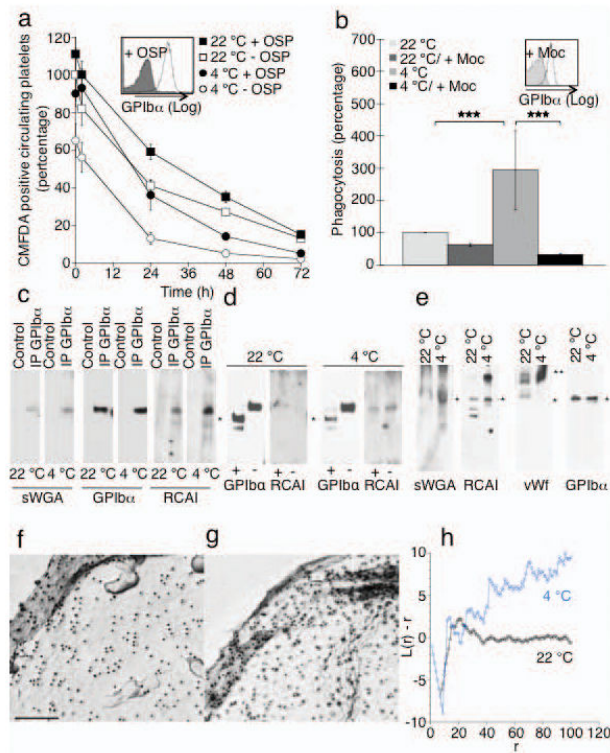 a
CMFDA positive circulating platelets
(pertcentage)
120
100
80
60
40
20
0
0
12
24
36
48
60
72
Time (h)
+ OSP
GPIbα (Log)
22 °C + OSP
22 °C - OSP
4 °C + OSP
4 °C - OSP
b
Phagocytosis (percentage)
700
600
500
400
300
200
100
0
22 °C
22 °C/ + Moc
4 °C
4 °C/ + Moc
+ Moc
GPIbα (Log)
***
***
c
Control
IP GPIbα
Control
IP GPIbα
Control
IP GPIbα
Control
IP GPIbα
Control
IP GPIbα
Control
IP GPIbα
22 °C 4 °C
22 °C 4 °C
22 °C 4 °C
sWGA
GPIbα
RCAI
d
22 °C
4 °C
*
*
+ -
+ -
+ -
+ -
GPIbα RCAI
GPIbα RCAI
e
22 °C
4 °C
22 °C
4 °C
22 °C
4 °C
22 °C
4 °C
*
**
*
*
sWGA RCAI
vWf
GPIbα
f
g
h
L(r) - r
10
5
0
-5
-10
0 20 40 60 80 100 120
r
4 °C
22 °C